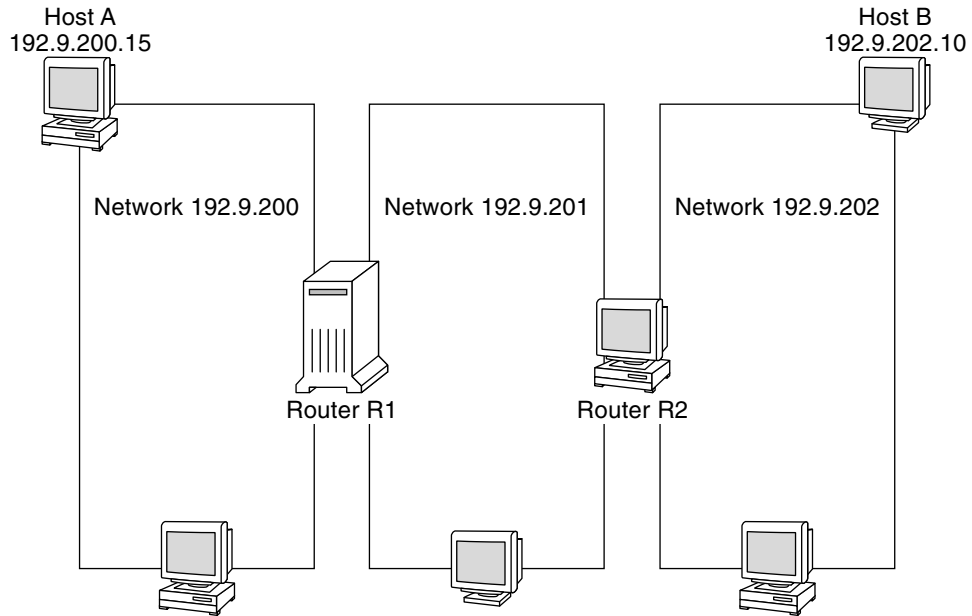 Host A
192.9.200.15
Host B
192.9.202.10
Network 192.9.200
Network 192.9.201
Network 192.9.202
Router R1
Router R2